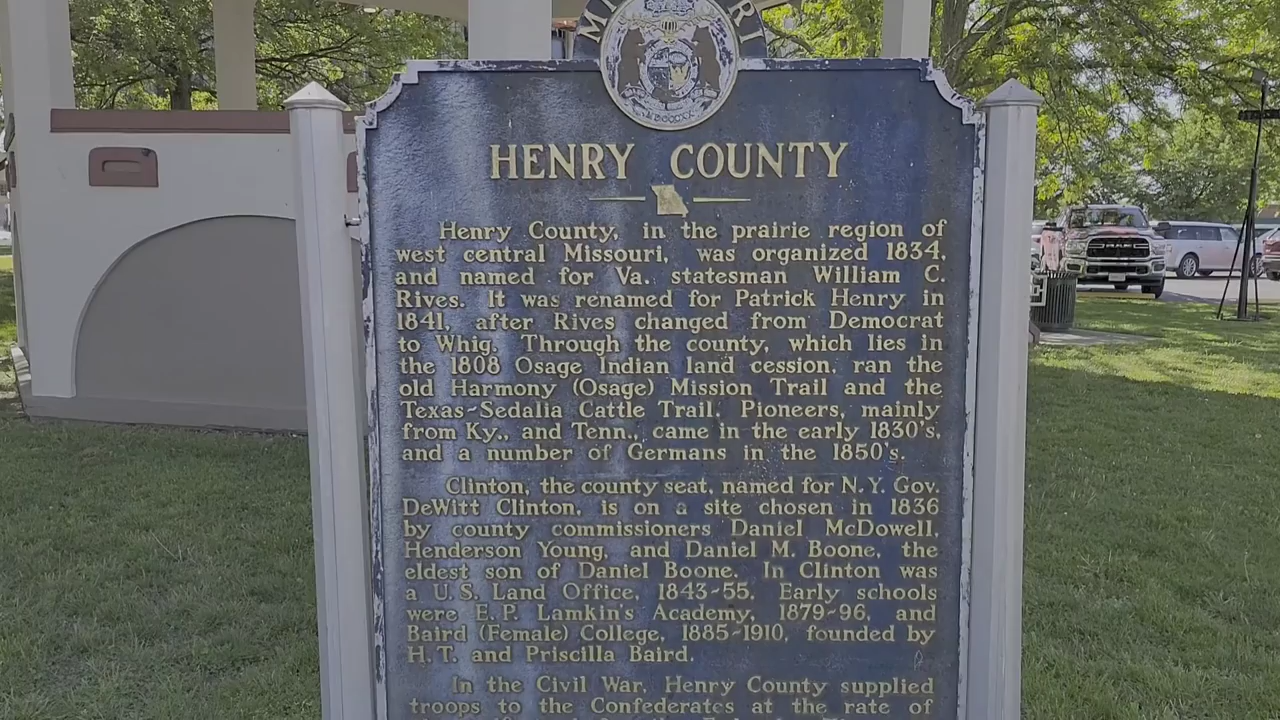 MISSOURI
HENRY COUNTY
Henry County, in the prairie region of
west central Missouri, was organized 1834,
and named for Va. statesman William C.
Rives. It was renamed for Patrick Henry in
1841, after Rives changed from Democrat
to Whig. Through the county, which lies in
the 1808 Osage Indian land cession, ran the
old Harmony (Osage) Mission Trail and the
Texas-Sedalia Cattle Trail. Pioneers, mainly
from Ky., and Tenn., came in the early 1830's,
and a number of Germans in the 1850's.
Clinton, the county seat, named for N.Y. Gov.
DeWitt Clinton, is on a site chosen in 1836
by county commissioners Daniel McDowell,
Henderson Young, and Daniel M. Boone, the
eldest son of Daniel Boone. In Clinton was
a U.S. Land Office, 1843-55. Early schools
were E.P. Lamkin's Academy, 1879-96, and
Baird (Female) College, 1885-1910, founded by
H.T. and Priscilla Baird.
In the Civil War, Henry County supplied
troops to the Confederates at the rate of